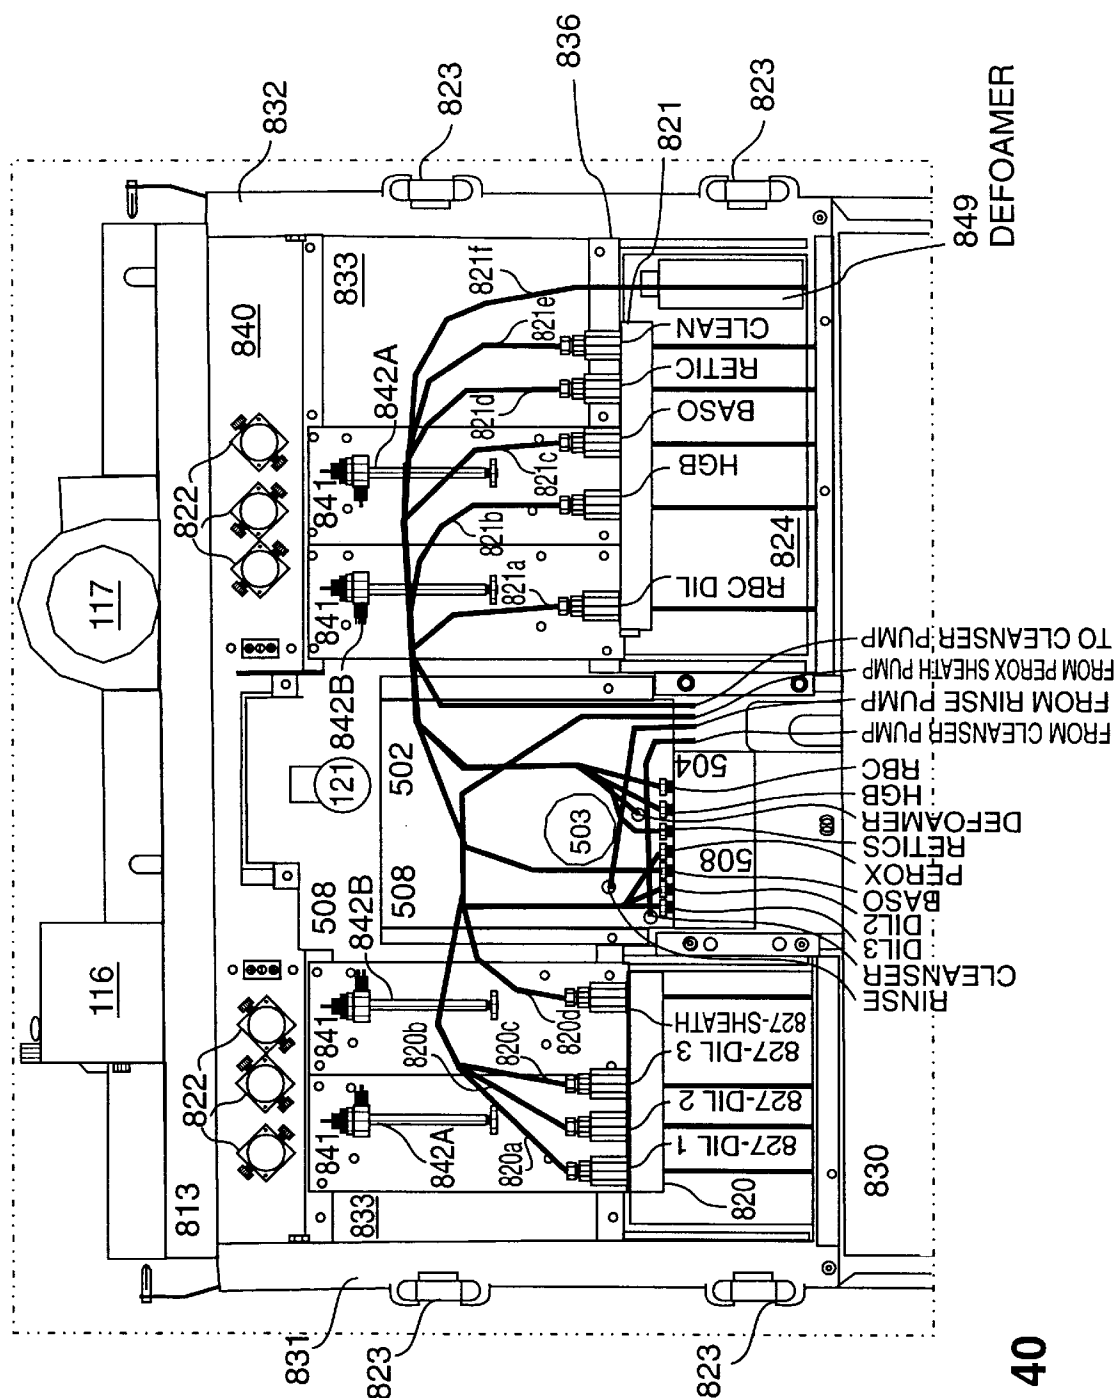 832
823
836
821
823
849
DEFOAMER
840
833
821f
821e
842A
821d
821c
821b
821a
822
841
841
842B
117
CLEAN
RETIC
BASO
HGB
RBC DIL
824
TO CLEANSER PUMP
FROM PEROX SHEATH PUMP
FROM RINSE PUMP
FROM CLEANSER PUMP
RBC
HGB
DEFOAMER
RETICS
PEROX
BASO
DIL2
DIL3
CLEANSER
RINSE
121
502
504
503
508
508
508
842B
116
822
841
841
842A
820d
820c
820b
820a
827-SHEATH
827-DIL 3
827-DIL 2
827-DIL 1
820
830
813
833
831
823
823
40